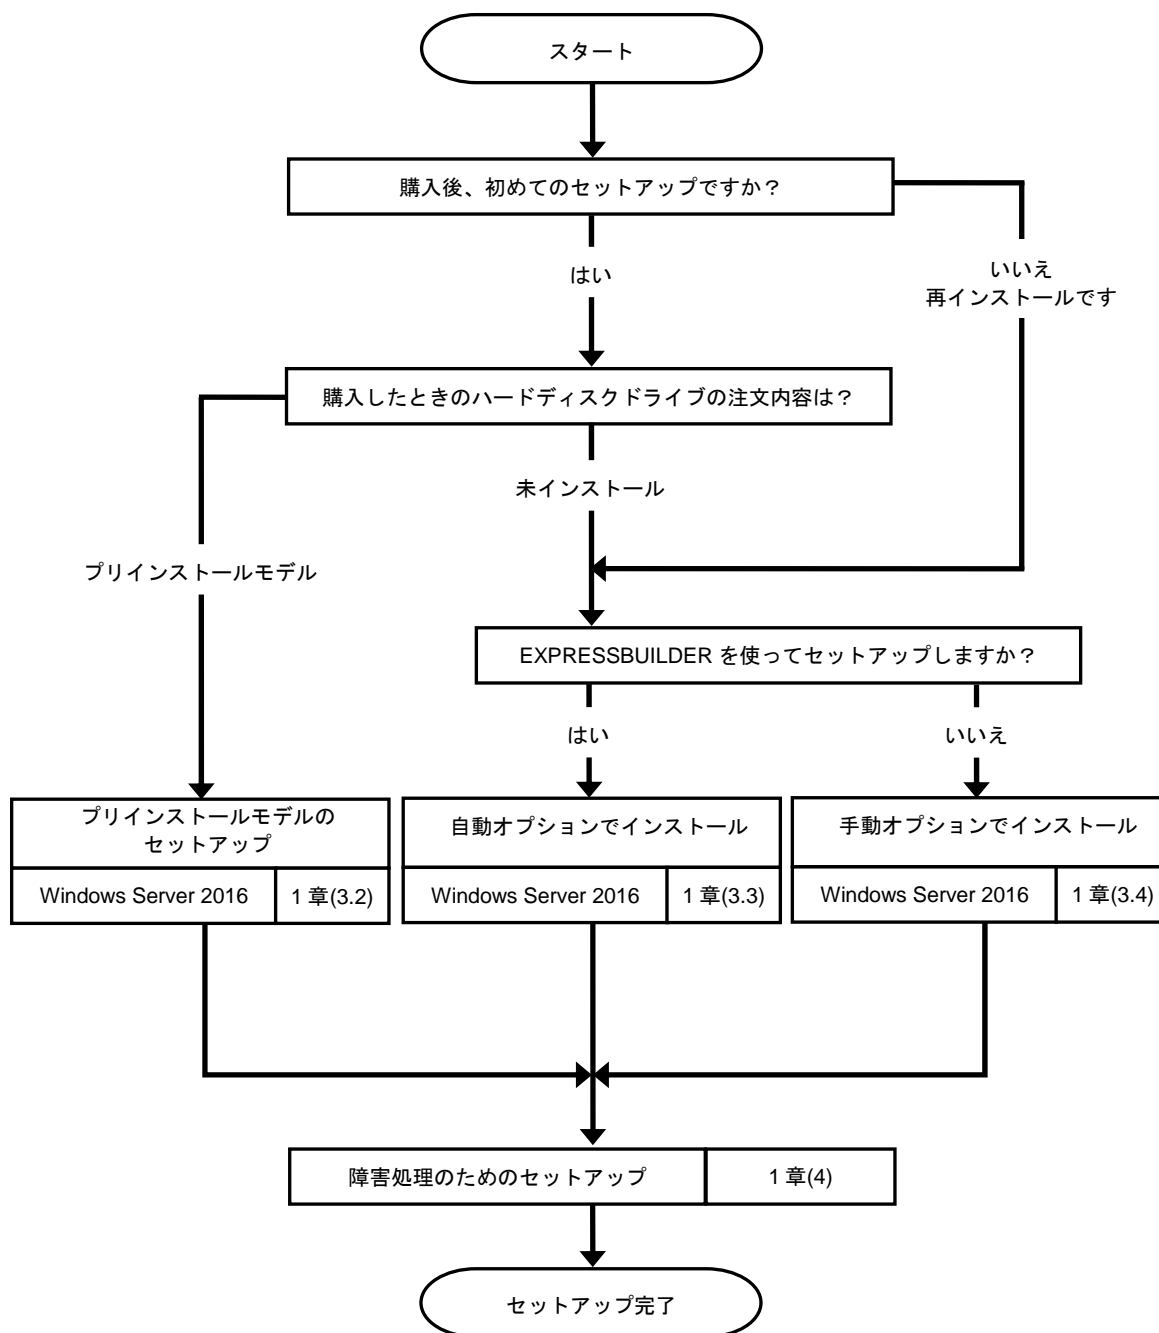 スタート
購入後、初めてのセットアップですか？
はい
いいえ
再インストールです
購入したときのハードディスクドライブの注文内容は？
未インストール
プリインストールモデル
EXPRESSBUILDER を使ってセットアップしますか？
はい
いいえ
プリインストールモデルの
セットアップ
Windows Server 2016
1 章(3.2)
自動オプションでインストール
Windows Server 2016
1 章(3.3)
手動オプションでインストール
Windows Server 2016
1 章(3.4)
障害処理のためのセットアップ
1 章(4)
セットアップ完了